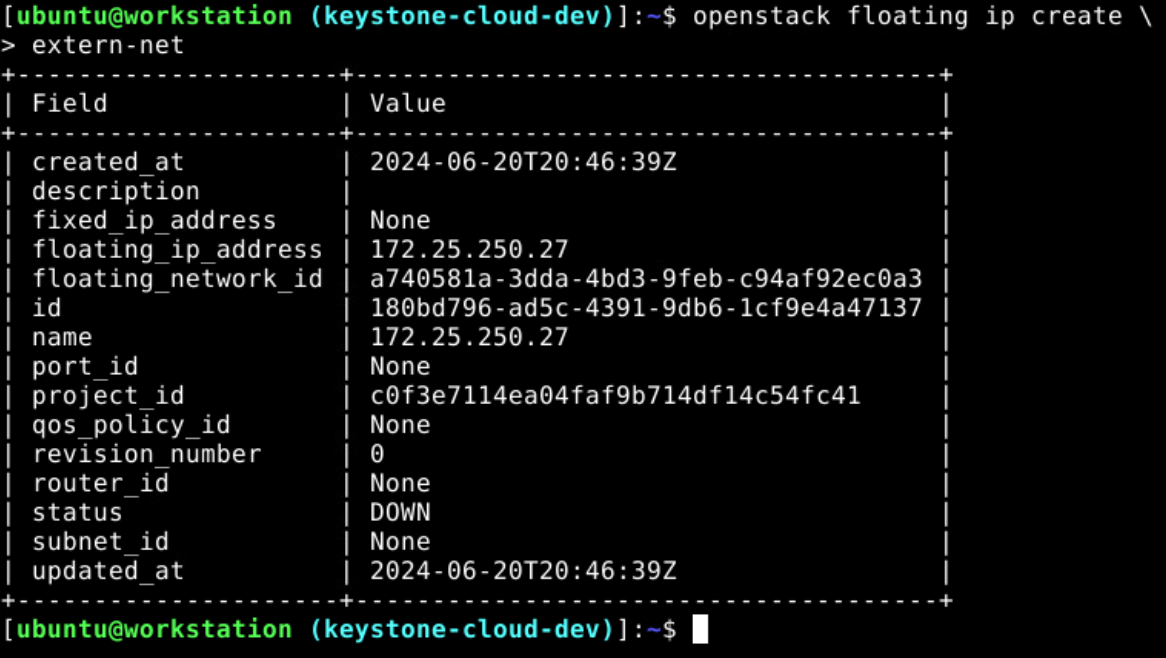 [ubuntu@workstation (keystone-cloud-dev)]:~$ openstack floating ip create \
> extern-net
+---------------------+--------------------------------------+
| Field               | Value                                |
+---------------------+--------------------------------------+
| created_at          | 2024-06-20T20:46:39Z                 |
| description         |                                      |
| fixed_ip_address    | None                                 |
| floating_ip_address | 172.25.250.27                        |
| floating_network_id | a740581a-3dda-4bd3-9feb-c94af92ec0a3 |
| id                  | 180bd796-ad5c-4391-9db6-1cf9e4a47137 |
| name                | 172.25.250.27                        |
| port_id             | None                                 |
| project_id          | c0f3e7114ea04faf9b714df14c54fc41     |
| qos_policy_id       | None                                 |
| revision_number     | 0                                    |
| router_id           | None                                 |
| status              | DOWN                                 |
| subnet_id           | None                                 |
| updated_at          | 2024-06-20T20:46:39Z                 |
+---------------------+--------------------------------------+
[ubuntu@workstation (keystone-cloud-dev)]:~$